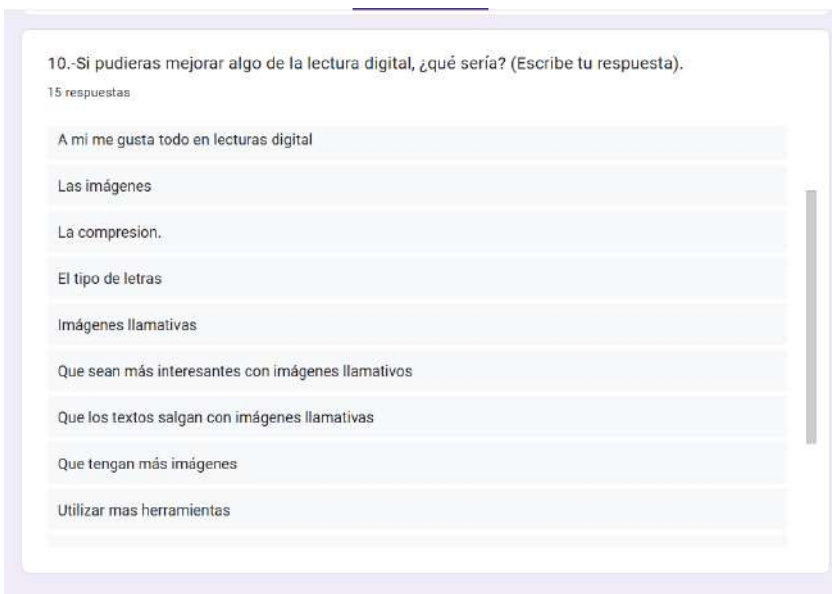 10.-Si pudieras mejorar algo de la lectura digital, ¿qué sería? (Escribe tu respuesta).
15 respuestas
A mi me gusta todo en lecturas digital
Las imágenes
La compresion.
El tipo de letras
Imágenes llamativas
Que sean más interesantes con imágenes llamativos
Que los textos salgan con imágenes llamativas
Que tengan más imágenes
Utilizar mas herramientas